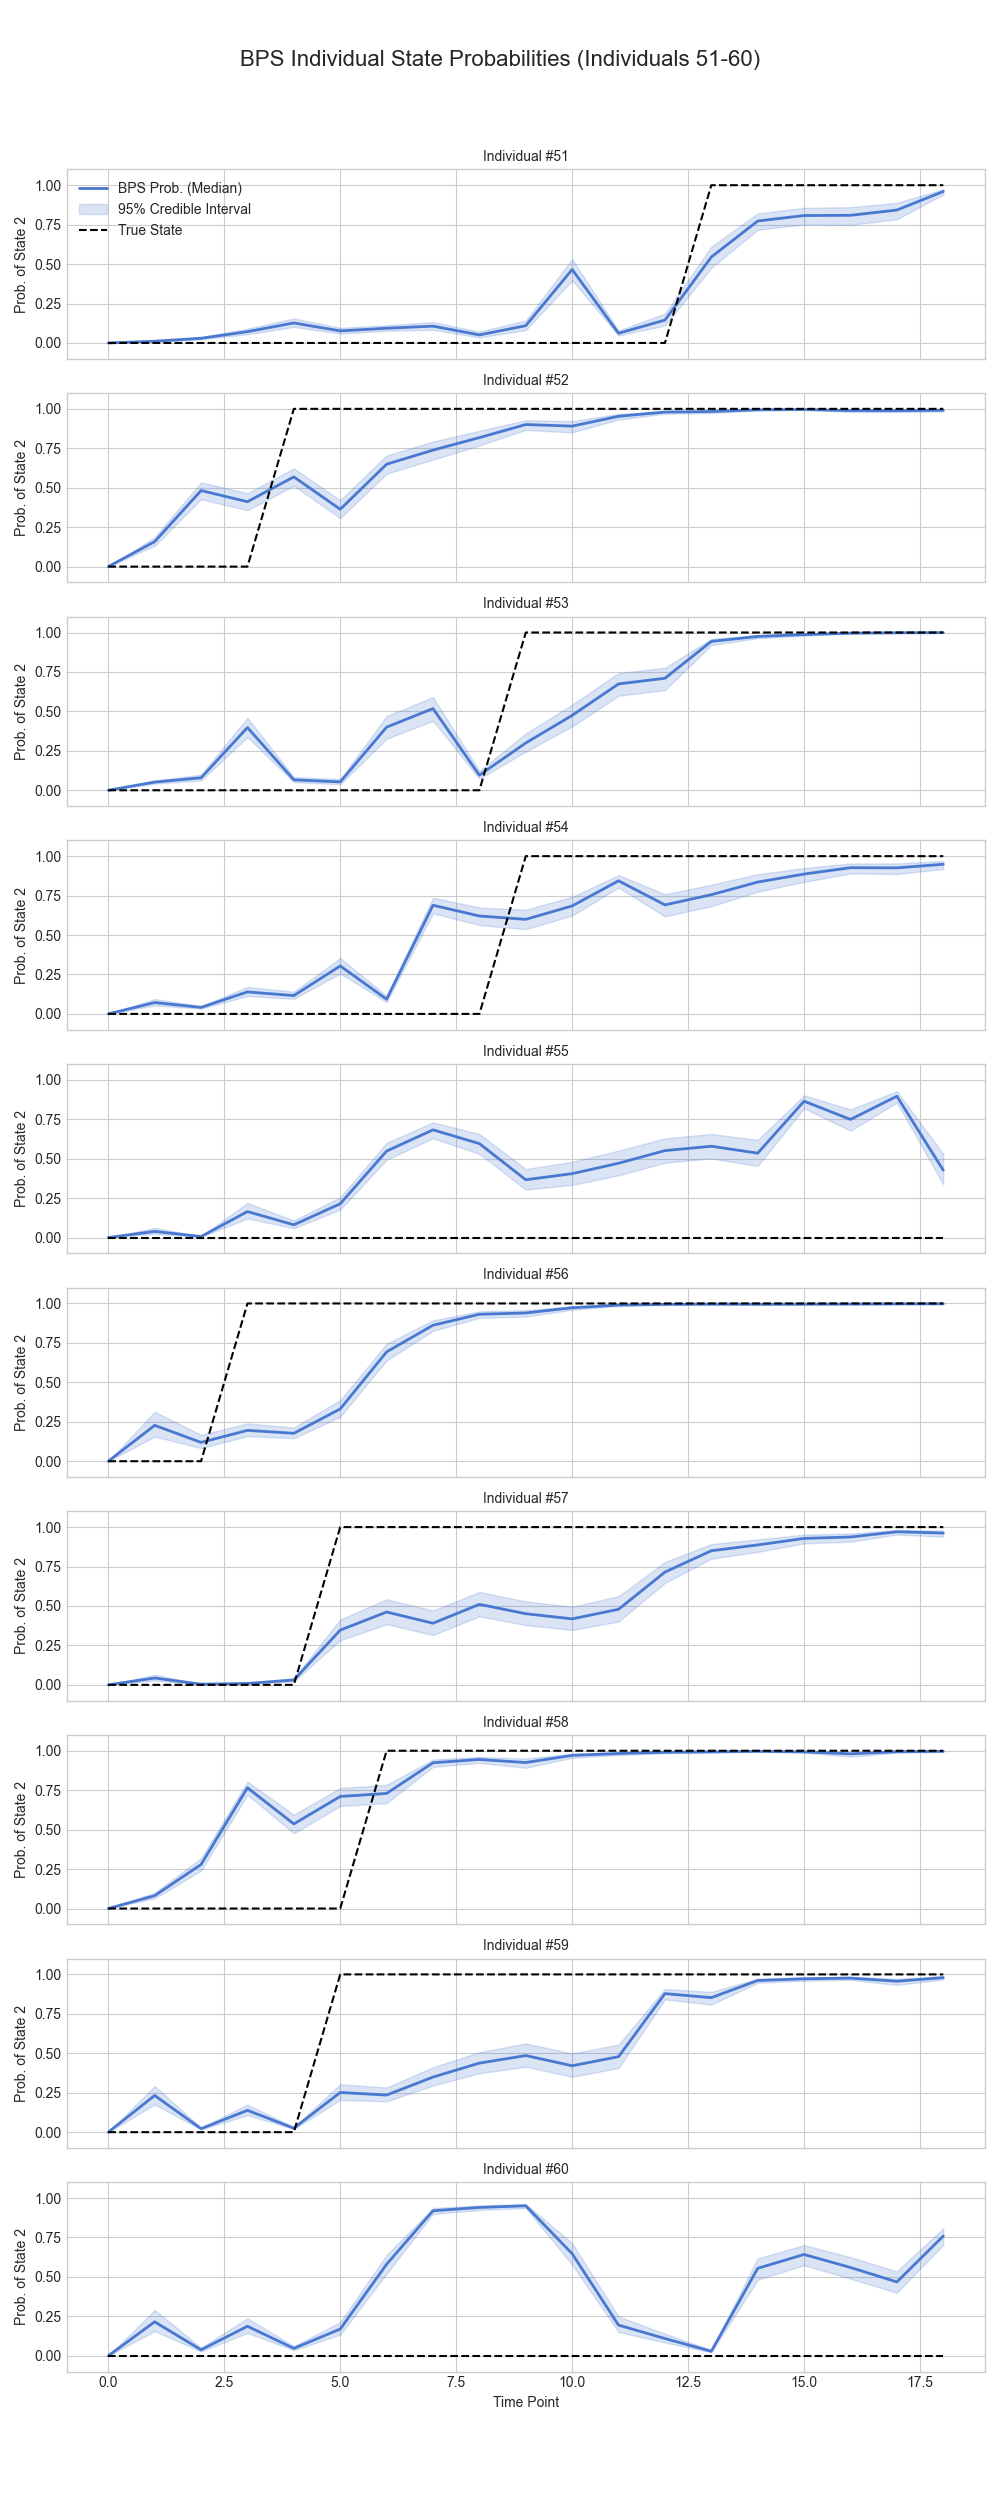 BPS Individual State Probabilities (Individuals 51-60)
Individual #51
Prob. of State 2
1.00
0.75
0.50
0.25
0.00
BPS Prob. (Median)
95% Credible Interval
True State
Individual #52
Prob. of State 2
1.00
0.75
0.50
0.25
0.00
Individual #53
Prob. of State 2
1.00
0.75
0.50
0.25
0.00
Individual #54
Prob. of State 2
1.00
0.75
0.50
0.25
0.00
Individual #55
Prob. of State 2
1.00
0.75
0.50
0.25
0.00
Individual #56
Prob. of State 2
1.00
0.75
0.50
0.25
0.00
Individual #57
Prob. of State 2
1.00
0.75
0.50
0.25
0.00
Individual #58
Prob. of State 2
1.00
0.75
0.50
0.25
0.00
Individual #59
Prob. of State 2
1.00
0.75
0.50
0.25
0.00
Individual #60
Prob. of State 2
1.00
0.75
0.50
0.25
0.00
0.0 2.5 5.0 7.5 10.0 12.5 15.0 17.5
Time Point